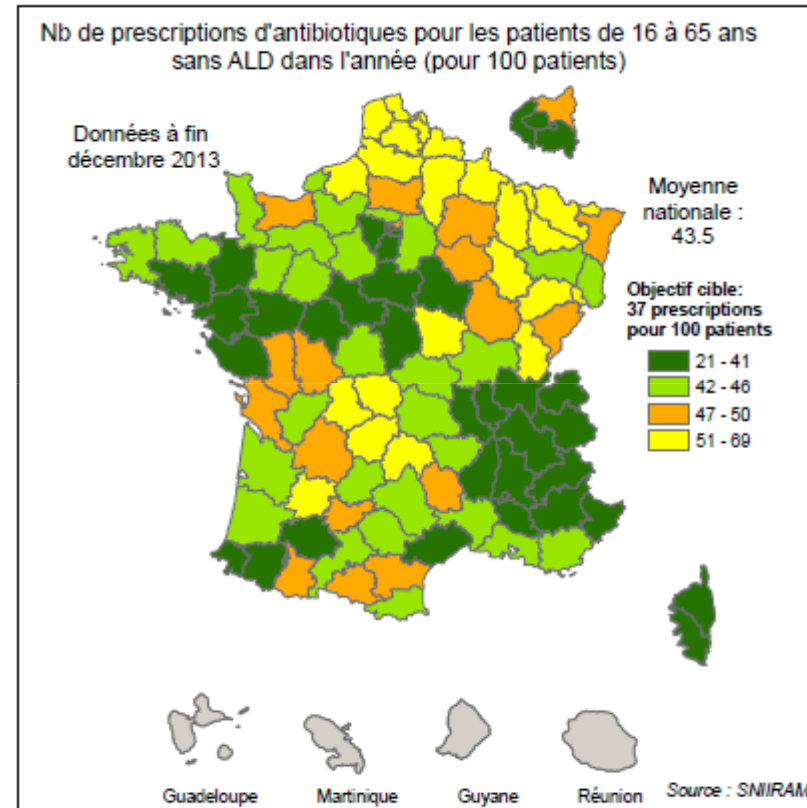 Nb de prescriptions d'antibiotiques pour les patients de 16 à 65 ans
sans ALD dans l'année (pour 100 patients)
Données à fin
décembre 2013
Moyenne
nationale :
43.5
Objectif cible:
37 prescriptions
pour 100 patients
21 - 41
42 - 46
47 - 50
51 - 69
Guadeloupe
Martinique
Guyane
Réunion
Source : SNIIRAM